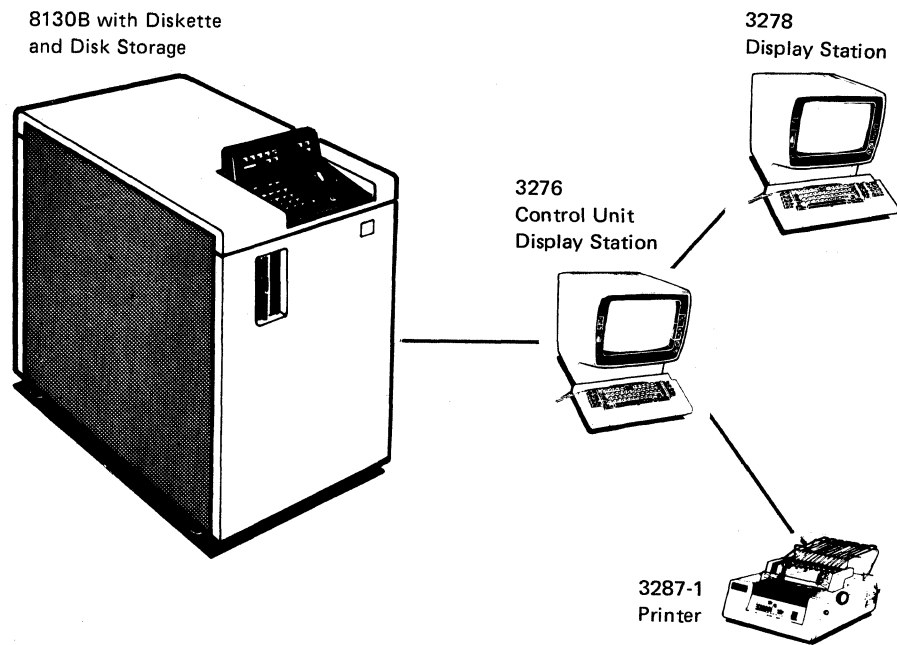 8130B with Diskette
and Disk Storage
3278
Display Station
3276
Control Unit
Display Station
3287-1
Printer